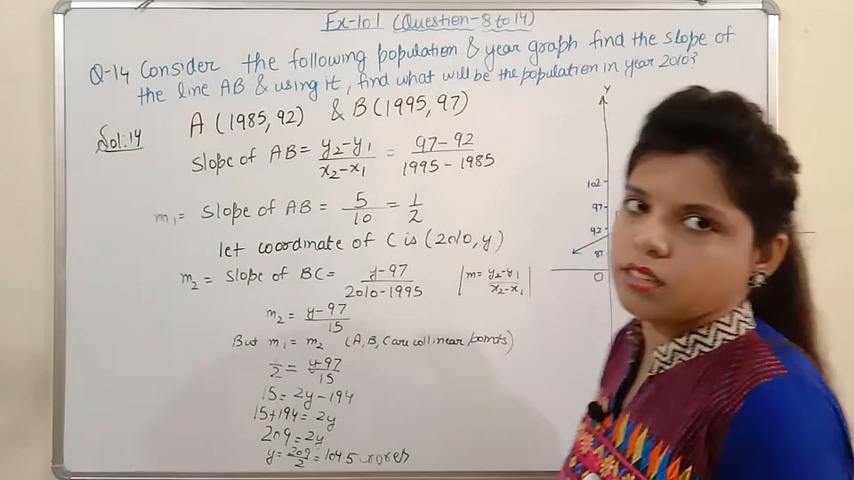 Ex-10.1 (Question-8 to 14)
Q-14 Consider the following population & year graph find the slope of
the line AB & using it, find what will be the population in year 2010?
Sol:14 A (1985, 92) & B (1995, 97)
Slope of AB = y₂-y₁/x₂-x₁ = 97-92/1995-1985
m₁ = Slope of AB = 5/10 = 1/2
let coordinate of C is (2010, y)
m₂ = Slope of BC = y-97/2010-1995 |m = y₂-y₁/x₂-x₁|
m₂ = y-97/15
But m₁ = m₂ (A, B, C are collinear points)
1/2 = y-97/15
15 = 2y-194
15+194 = 2y
209 = 2y
y = 209/2 = 104.5 crores
Y
102
97
92
87
O